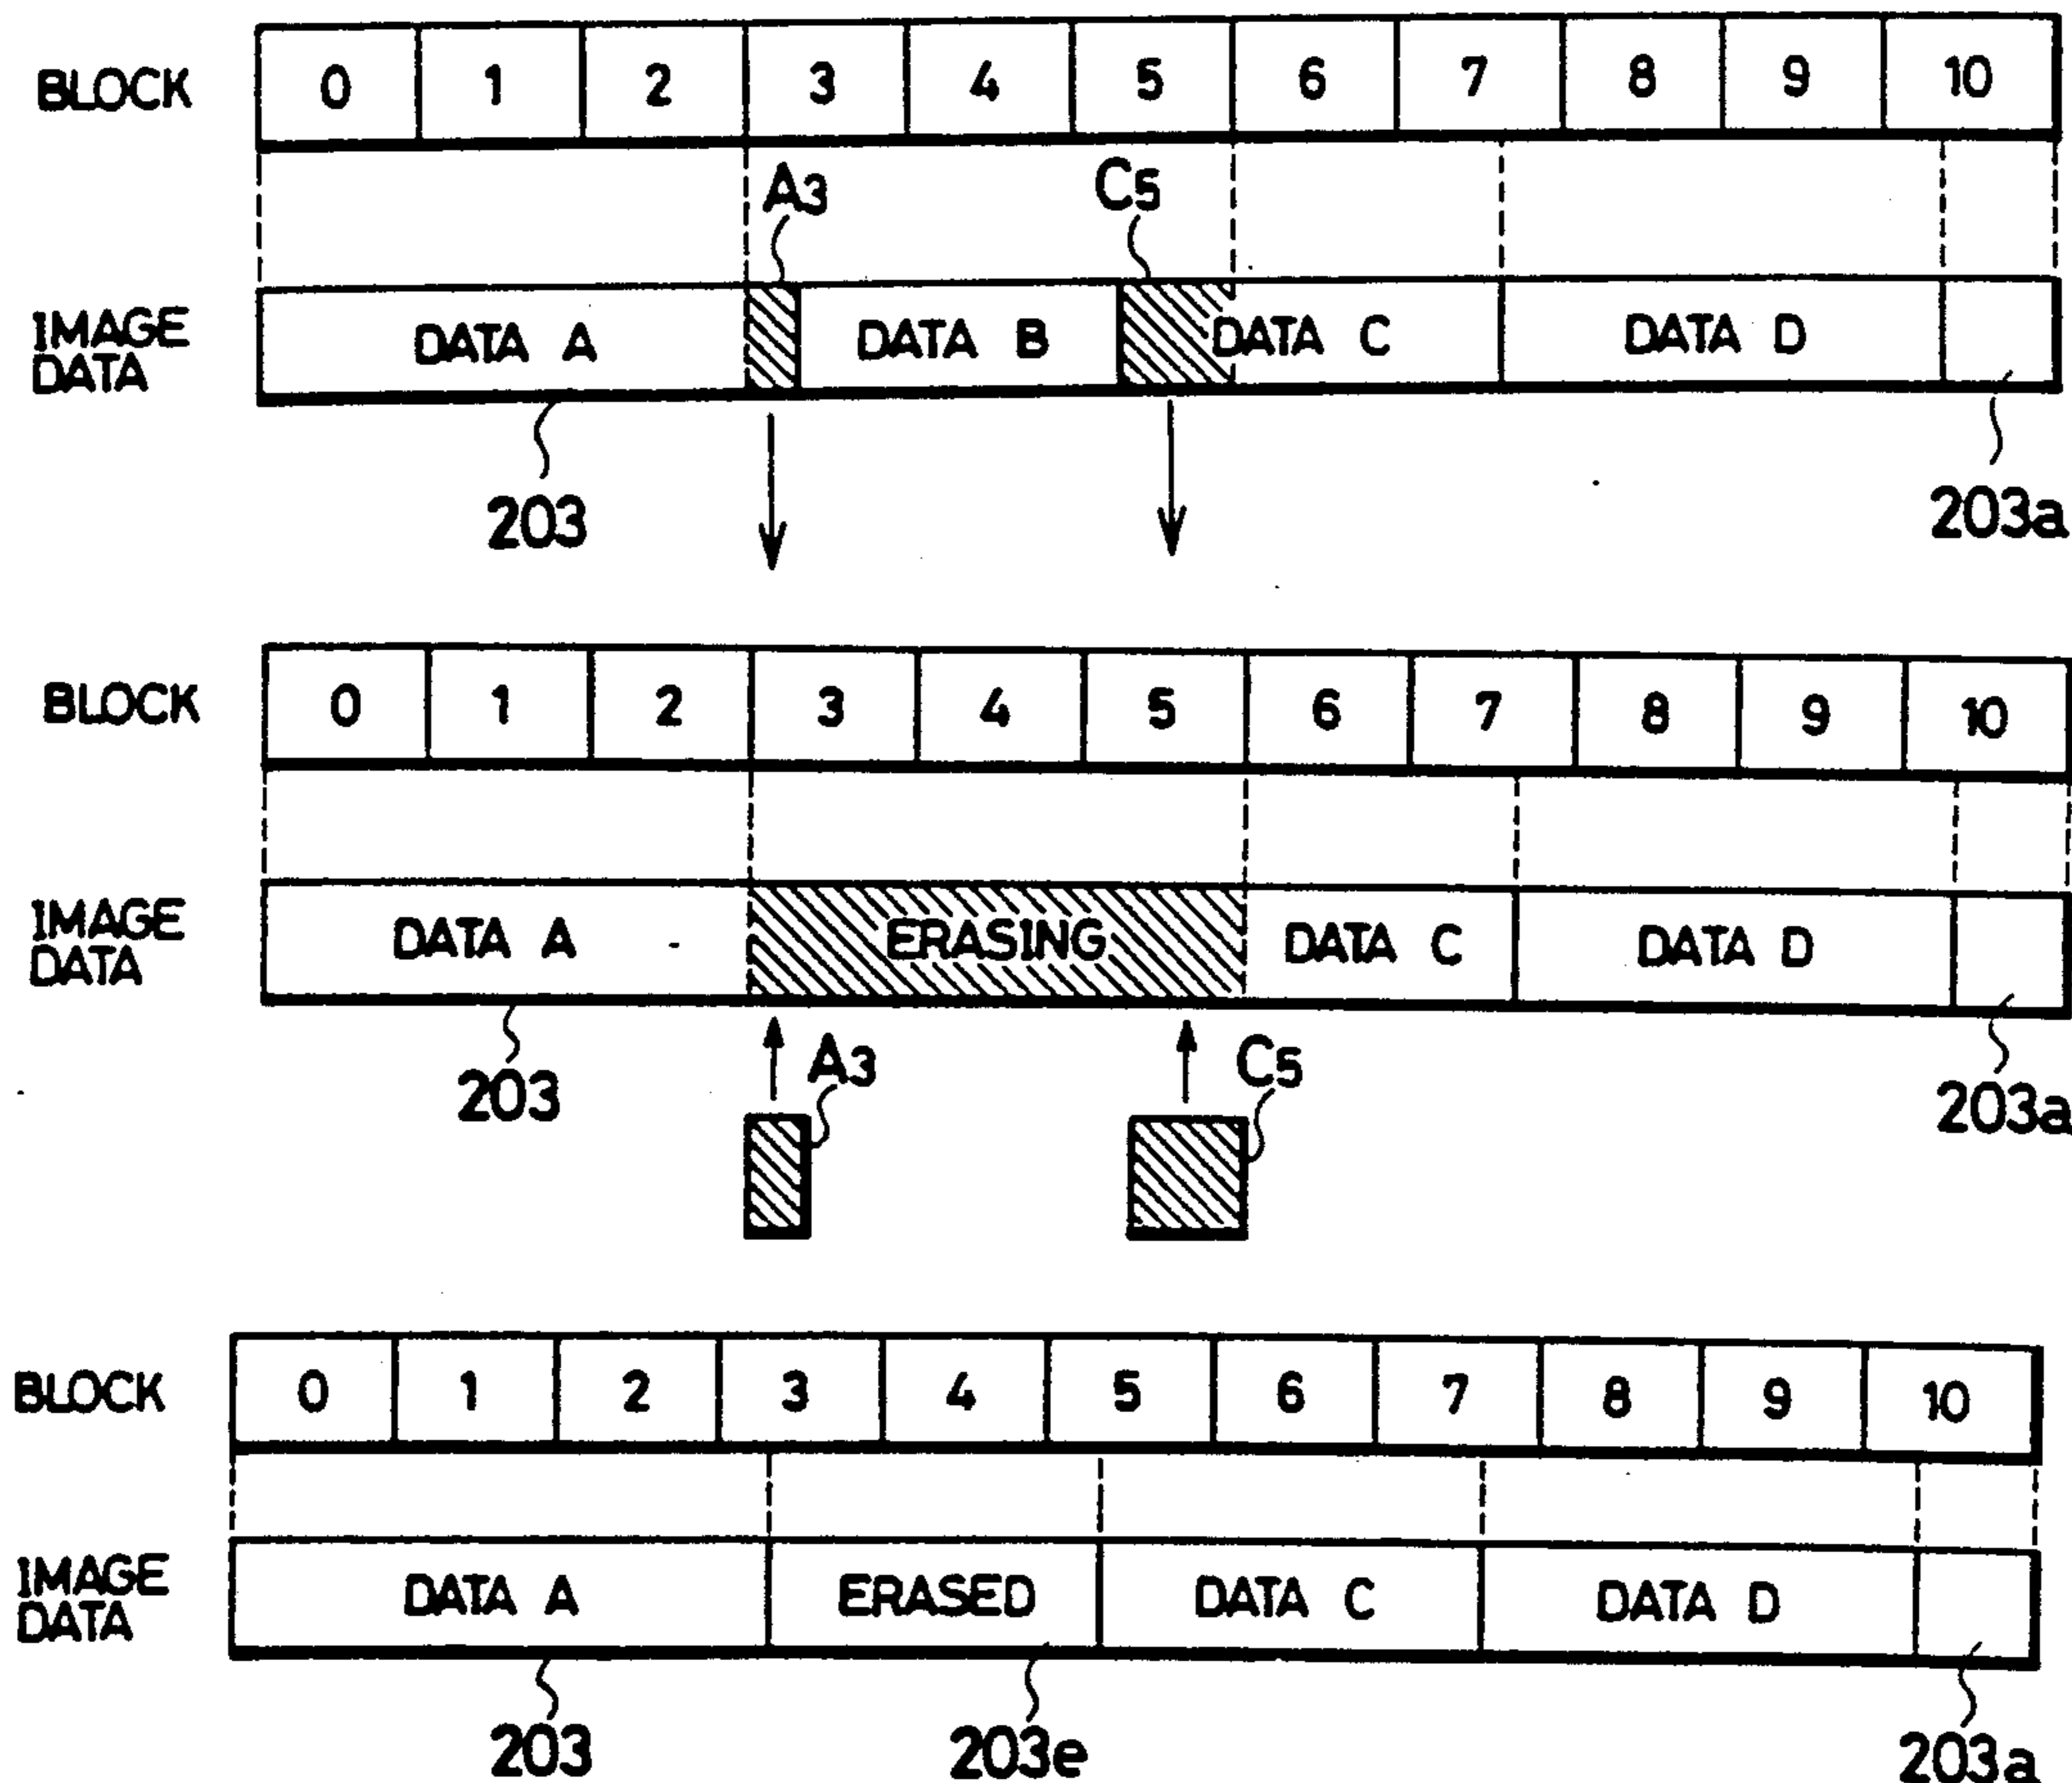 BLOCK 0 1 2 3 4 5 6 7 8 9 10
A3 C5
IMAGE DATA DATA A DATA B DATA C DATA D
203 203a
BLOCK 0 1 2 3 4 5 6 7 8 9 10
IMAGE DATA DATA A ERASING DATA C DATA D
203 A3 C5 203a
BLOCK 0 1 2 3 4 5 6 7 8 9 10
IMAGE DATA DATA A ERASED DATA C DATA D
203 203e 203a